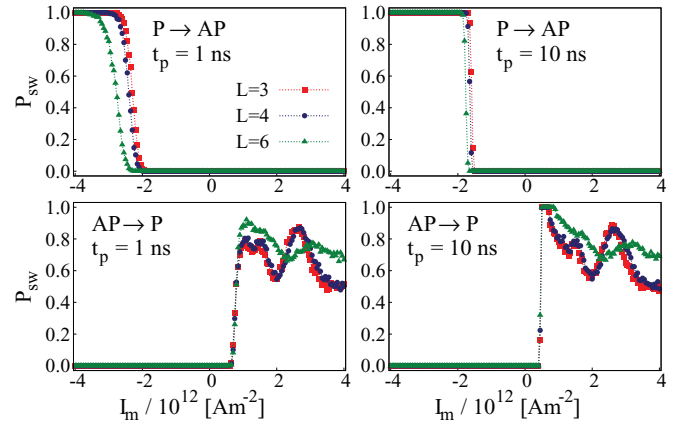 1.0
0.8
0.6
0.4
0.2
0.0
P_sw
P → AP
t_p = 1 ns
L=3
L=4
L=6
-4 -2 0 2 4
P → AP
t_p = 10 ns
1.0
0.8
0.6
0.4
0.2
0.0
-4 -2 0 2 4
1.0
0.8
0.6
0.4
0.2
0.0
P_sw
AP → P
t_p = 1 ns
-4 -2 0 2 4
I_m / 10^12 [Am^-2]
AP → P
t_p = 10 ns
1.0
0.8
0.6
0.4
0.2
0.0
-4 -2 0 2 4
I_m / 10^12 [Am^-2]